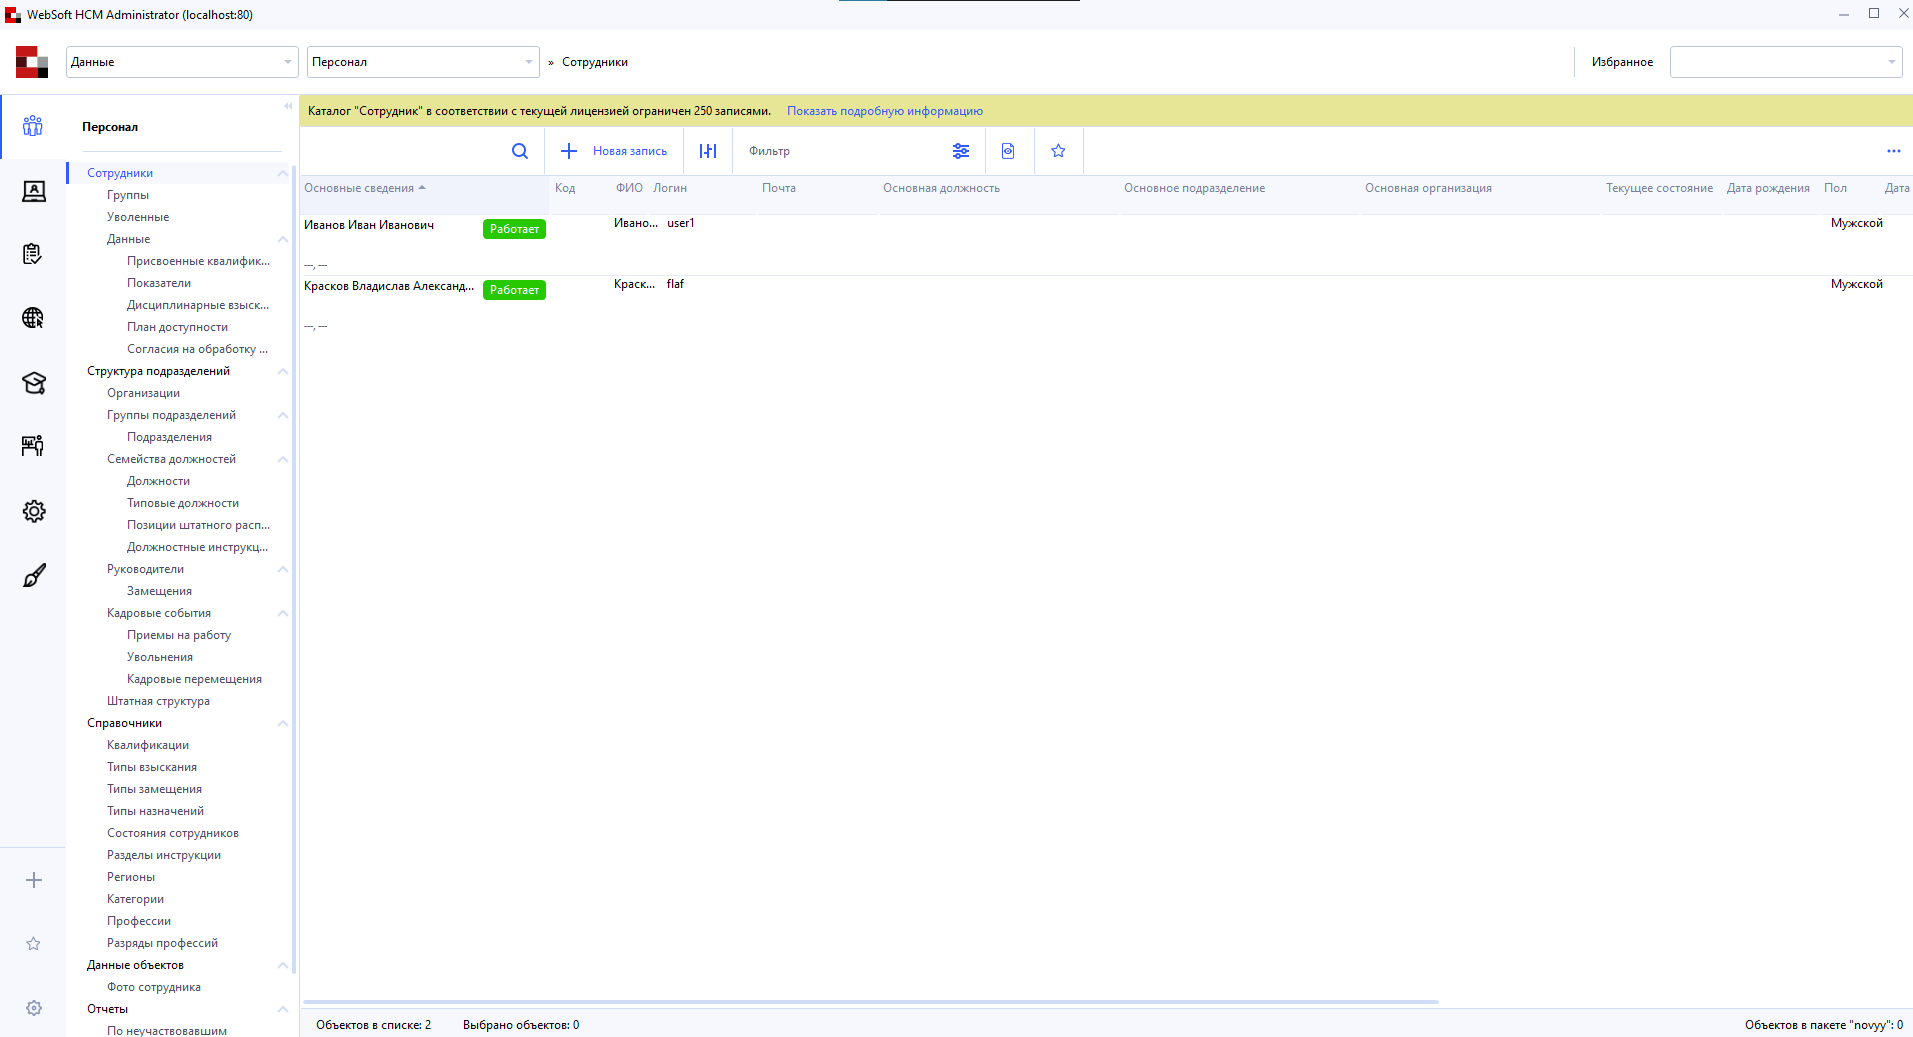 WebSoft HCM Administrator (localhost:80)
Данные
Персонал
» Сотрудники
Избранное
Персонал
Сотрудники
Группы
Уволенные
Данные
Присвоенные квалифик...
Показатели
Дисциплинарные взыск...
План доступности
Согласия на обработку ...
Структура подразделений
Организации
Группы подразделений
Подразделения
Семейства должностей
Должности
Типовые должности
Позиции штатного расп...
Должностные инструкц...
Руководители
Замещения
Кадровые события
Приемы на работу
Увольнения
Кадровые перемещения
Штатная структура
Справочники
Квалификации
Типы взыскания
Типы замещения
Типы назначений
Состояния сотрудников
Разделы инструкции
Регионы
Категории
Профессии
Разряды профессий
Данные объектов
Фото сотрудника
Отчеты
По неучаствовавшим
Каталог "Сотрудник" в соответствии с текущей лицензией ограничен 250 записями. Показать подробную информацию
Новая запись Фильтр
Основные сведения Код ФИО Логин Почта Основная должность Основное подразделение Основная организация Текущее состояние Дата рождения Пол Дата
Иванов Иван Иванович Работает Ивано... user1 Мужской
---, ---
Красков Владислав Александ... Работает Краск... flaf Мужской
---, ---
Объектов в списке: 2 Выбрано объектов: 0 Объектов в пакете "novyy": 0